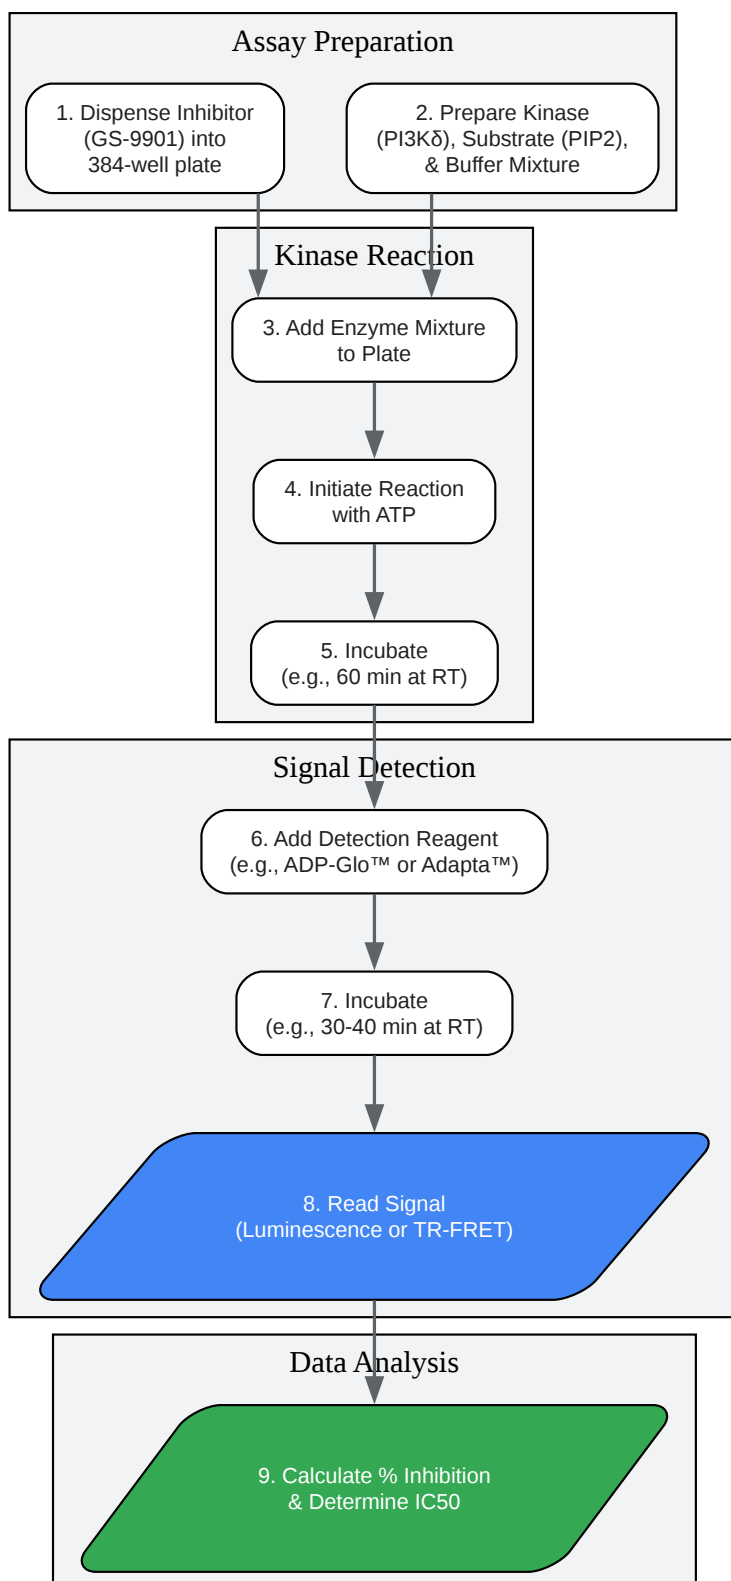 Assay Preparation
1. Dispense Inhibitor
(GS-9901) into
384-well plate
2. Prepare Kinase
(PI3Kδ), Substrate (PIP2),
& Buffer Mixture
Kinase Reaction
3. Add Enzyme Mixture
to Plate
4. Initiate Reaction
with ATP
5. Incubate
(e.g., 60 min at RT)
Signal Detection
6. Add Detection Reagent
(e.g., ADP-Glo™ or Adapta™)
7. Incubate
(e.g., 30-40 min at RT)
8. Read Signal
(Luminescence or TR-FRET)
Data Analysis
9. Calculate % Inhibition
& Determine IC50